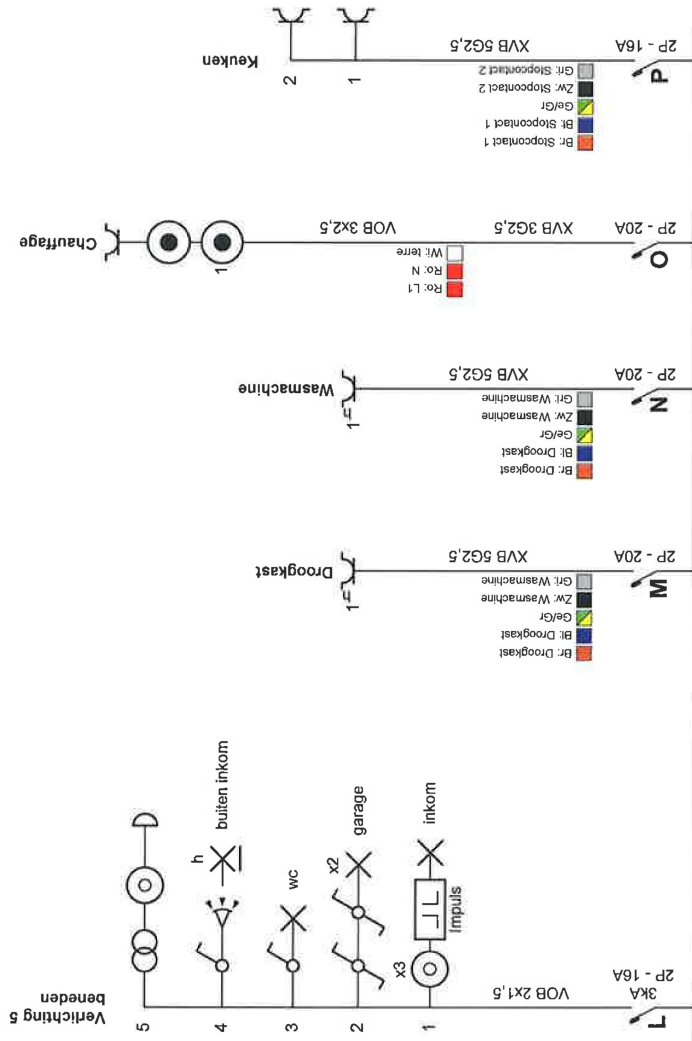 Verlichting 5
beneden
5
4
h
buiten inkom
3
wc
2
x2
garage
1
x3
Impuls
inkom
VOB 2x1,5
3kA
2P - 16A
L
Droogkast
1
XVB 5G2,5
Br: Droogkast
Bl: Droogkast
Ge/Gr
Zw: Wasmachine
Gri: Wasmachine
2P - 20A
M
Wasmachine
1
XVB 5G2,5
Br: Droogkast
Bl: Droogkast
Ge/Gr
Zw: Wasmachine
Gri: Wasmachine
2P - 20A
N
Chauffage
1
VOB 3x2,5
Ro: L1
Ro: N
Wi: terre
XVB 3G2,5
2P - 20A
O
Keuken
2
1
XVB 5G2,5
Br: Stopcontact 1
Bl: Stopcontact 1
Ge/Gr
Zw: Stopcontact 2
Gri: Stopcontact 2
2P - 16A
P